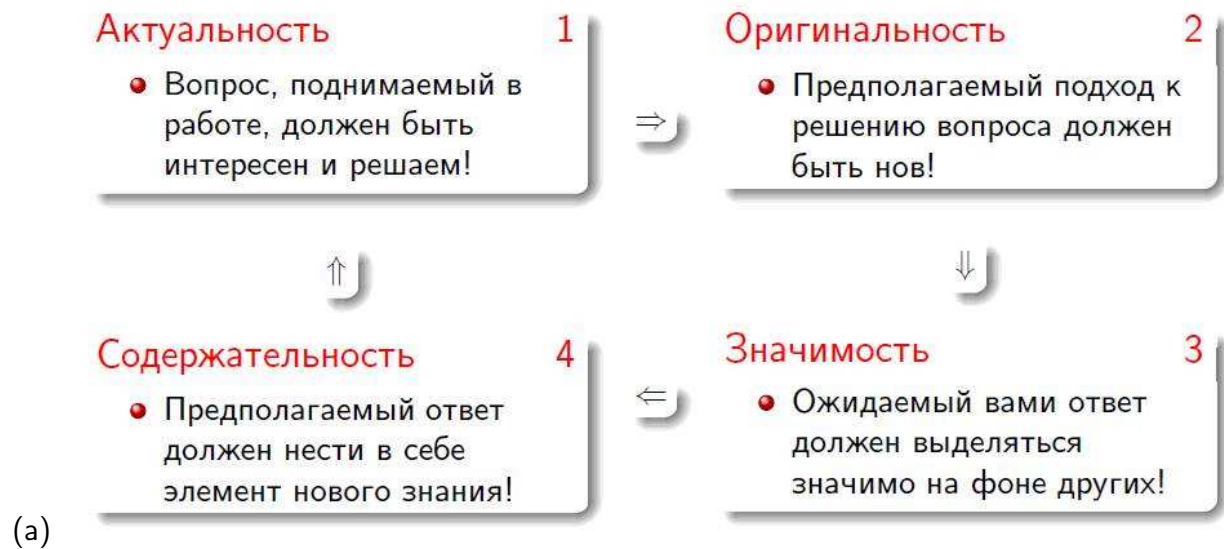 Актуальность 1
Вопрос, поднимаемый в
работе, должен быть
интересен и решаем!
⇒
Оригинальность 2
Предполагаемый подход к
решению вопроса должен
быть нов!
⇑
⇓
Содержательность 4
Предполагаемый ответ
должен нести в себе
элемент нового знания!
⇐
Значимость 3
Ожидаемый вами ответ
должен выделяться
значимо на фоне других!
(a)